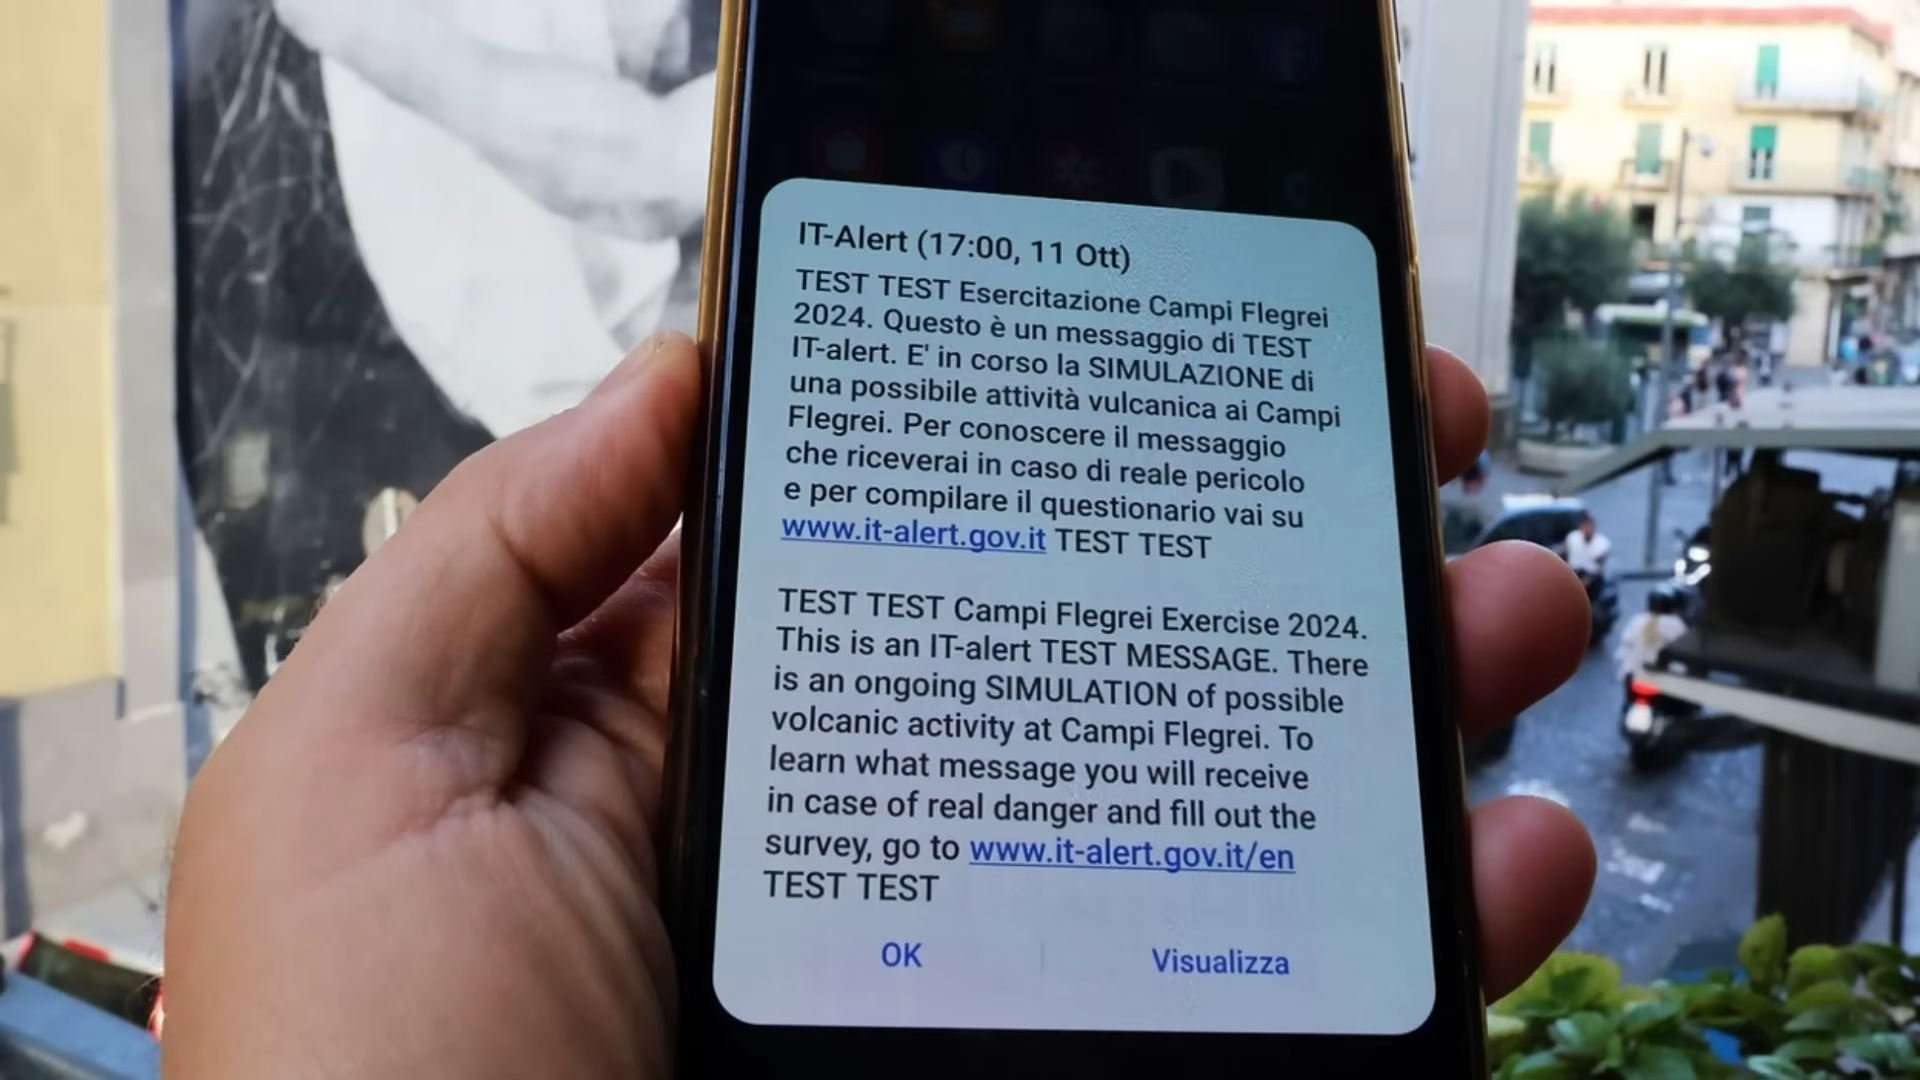 IT-Alert (17:00, 11 Ott)
TEST TEST Esercitazione Campi Flegrei
2024. Questo è un messaggio di TEST
IT-alert. E' in corso la SIMULAZIONE di
una possibile attività vulcanica ai Campi
Flegrei. Per conoscere il messaggio
che riceverai in caso di reale pericolo
e per compilare il questionario vai su
www.it-alert.gov.it TEST TEST
TEST TEST Campi Flegrei Exercise 2024.
This is an IT-alert TEST MESSAGE. There
is an ongoing SIMULATION of possible
volcanic activity at Campi Flegrei. To
learn what message you will receive
in case of real danger and fill out the
survey, go to www.it-alert.gov.it/en
TEST TEST
OK Visualizza